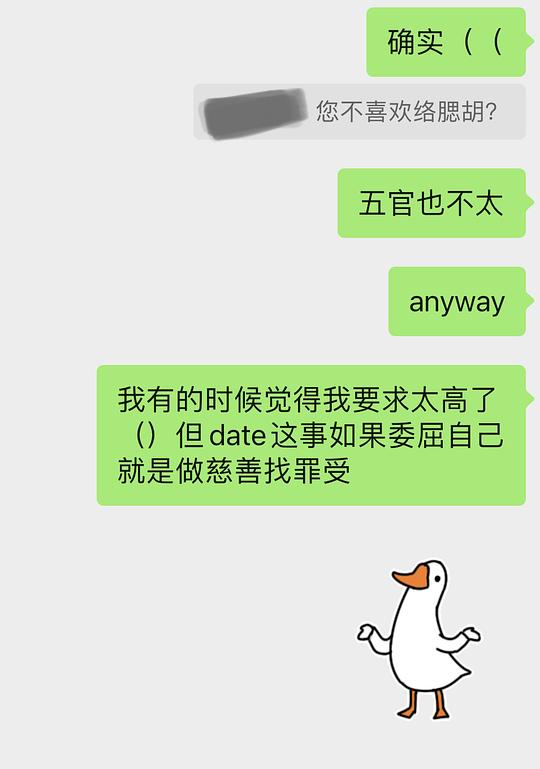 确实（（
您不喜欢络腮胡？
五官也不太
anyway
我有的时候觉得我要求太高了
（）但date这事如果委屈自己
就是做慈善找罪受